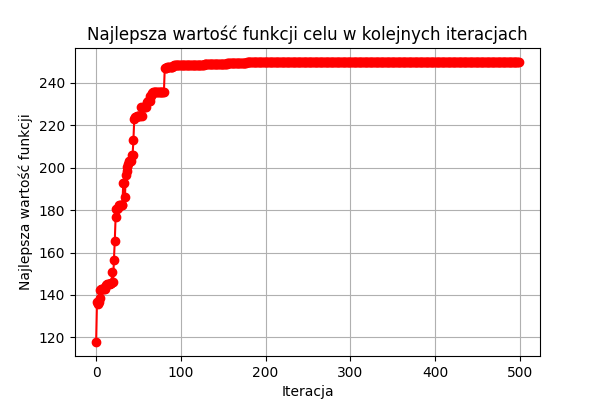 Najlepsza wartość funkcji celu w kolejnych iteracjach
Najlepsza wartość funkcji
240
220
200
180
160
140
120
0 100 200 300 400 500
Iteracja